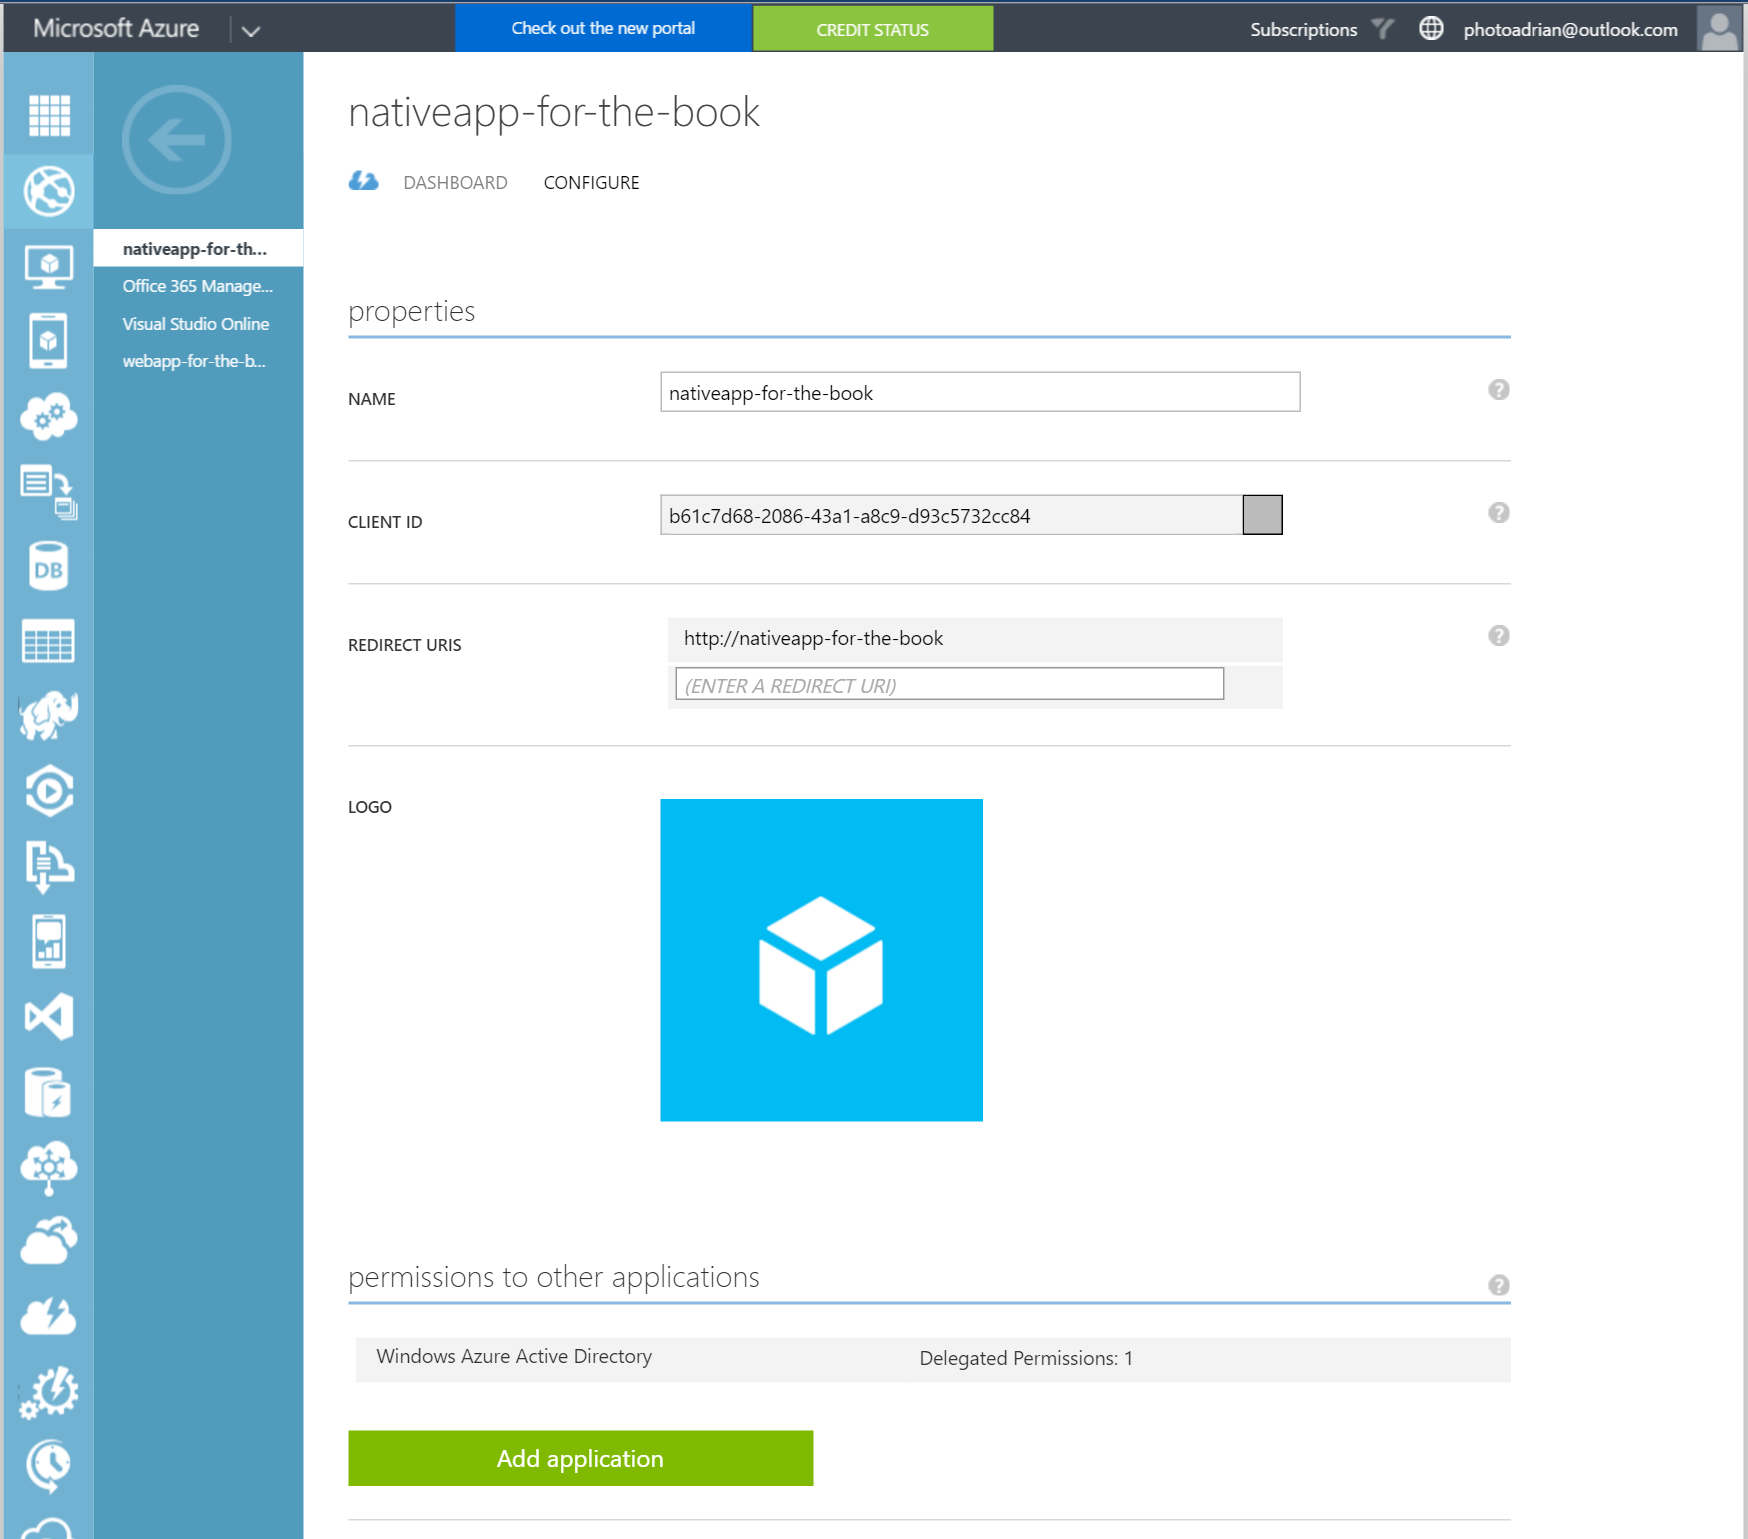 Microsoft Azure
Check out the new portal
CREDIT STATUS
Subscriptions
photoadrian@outlook.com
nativeapp-for-th...
Office 365 Manage...
Visual Studio Online
webapp-for-the-b...
DB
nativeapp-for-the-book
DASHBOARD
CONFIGURE
properties
NAME
nativeapp-for-the-book
?
CLIENT ID
b61c7d68-2086-43a1-a8c9-d93c5732cc84
?
REDIRECT URIS
http://nativeapp-for-the-book
?
(ENTER A REDIRECT URI)
LOGO
permissions to other applications
?
Windows Azure Active Directory
Delegated Permissions: 1
Add application